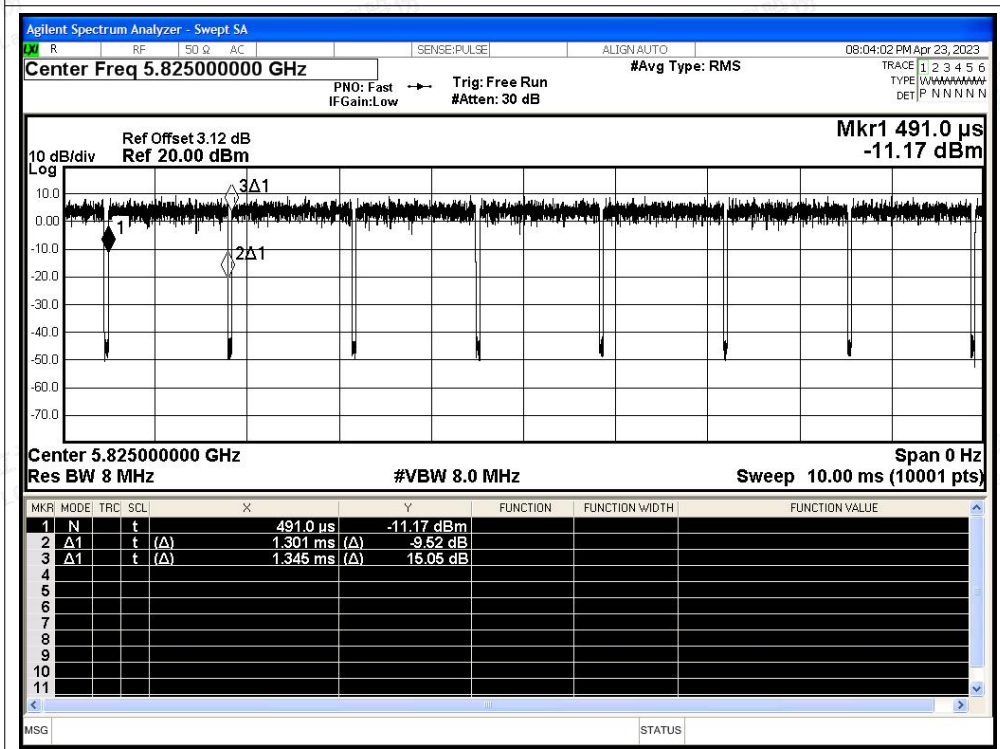 Agilent Spectrum Analyzer - Swept SA
LXI R RF 50 Ω AC SENSE:PULSE ALIGN AUTO 08:04:02 PM Apr 23, 2023
Center Freq 5.825000000 GHz
PNO: Fast
IFGain:Low
Trig: Free Run
#Atten: 30 dB
#Avg Type: RMS
TRACE 1 2 3 4 5 6
TYPE WWWWWWW
DET P N N N N N
Mkr1 491.0 µs
-11.17 dBm
Ref Offset 3.12 dB
10 dB/div Ref 20.00 dBm
Log
10.0
0.00
-10.0
-20.0
-30.0
-40.0
-50.0
-60.0
-70.0
3Δ1
1
2Δ1
Center 5.825000000 GHz Span 0 Hz
Res BW 8 MHz #VBW 8.0 MHz Sweep 10.00 ms (10001 pts)
MKR MODE TRC SCL X Y FUNCTION FUNCTION WIDTH FUNCTION VALUE
1 N t 491.0 µs -11.17 dBm
2 Δ1 t (Δ) 1.301 ms (Δ) -9.52 dB
3 Δ1 t (Δ) 1.345 ms (Δ) 15.05 dB
4
5
6
7
8
9
10
11
MSG STATUS